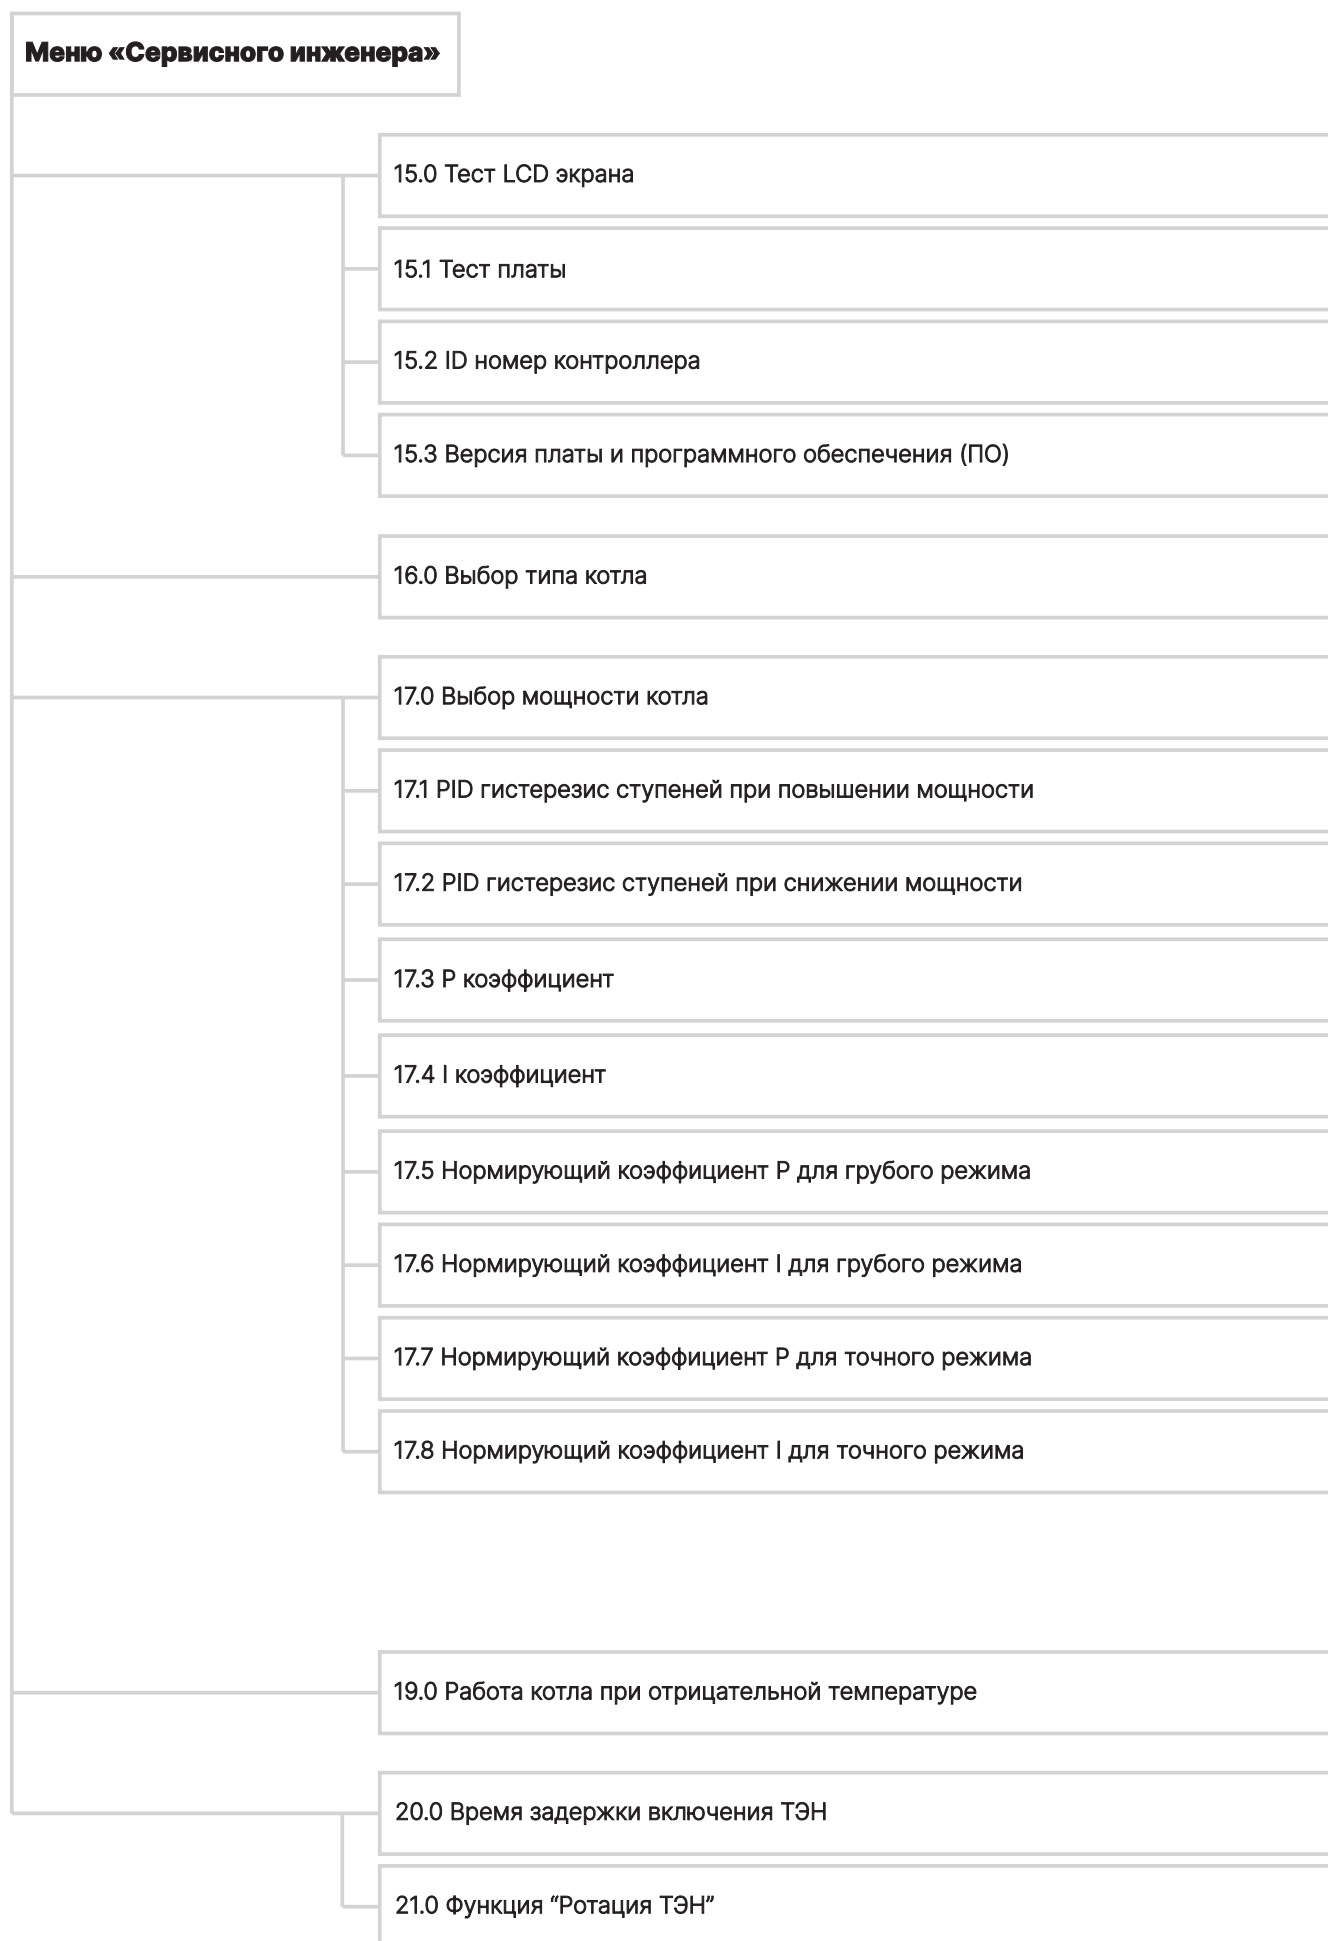 Меню «Сервисного инженера»
15.0 Тест LCD экрана
15.1 Тест платы
15.2 ID номер контроллера
15.3 Версия платы и программного обеспечения (ПО)
16.0 Выбор типа котла
17.0 Выбор мощности котла
17.1 PID гистерезис ступеней при повышении мощности
17.2 PID гистерезис ступеней при снижении мощности
17.3 P коэффициент
17.4 I коэффициент
17.5 Нормирующий коэффициент P для грубого режима
17.6 Нормирующий коэффициент I для грубого режима
17.7 Нормирующий коэффициент P для точного режима
17.8 Нормирующий коэффициент I для точного режима
19.0 Работа котла при отрицательной температуре
20.0 Время задержки включения ТЭН
21.0 Функция “Ротация ТЭН”